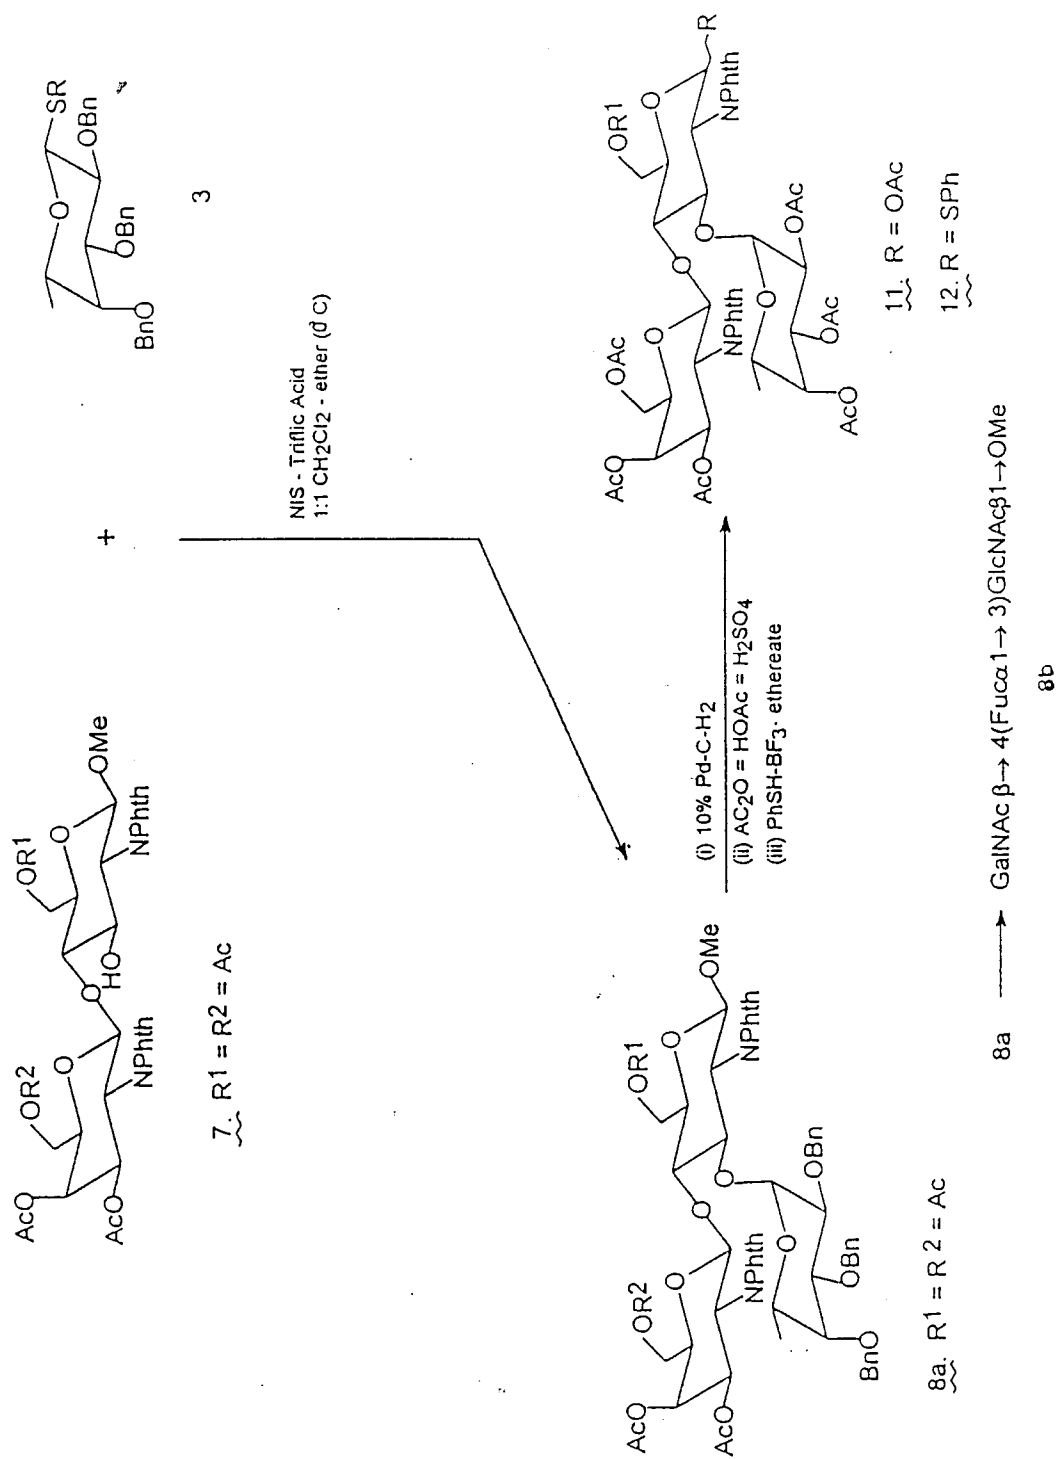 AcO
OR2
O
AcO
NPhth
O
HO
OR1
O
NPhth
OMe
7. R1 = R2 = Ac
+
SR
O
OBn
OBn
BnO
3
NIS - Triflic Acid
1:1 CH2Cl2 - ether (0 C)
AcO
OR2
O
AcO
NPhth
O
OR1
O
NPhth
OMe
O
O
OBn
OBn
BnO
8a. R1 = R2 = Ac
(i) 10% Pd-C-H2
(ii) AC2O = HOAc = H2SO4
(iii) PhSH-BF3· ethereate
AcO
OAc
O
AcO
NPhth
O
OR1
O
R
NPhth
O
O
OAc
OAc
AcO
11. R = OAc
12. R = SPh
8a → GalNAc β→ 4(Fucα1→ 3)GlcNAcβ1→OMe
8b